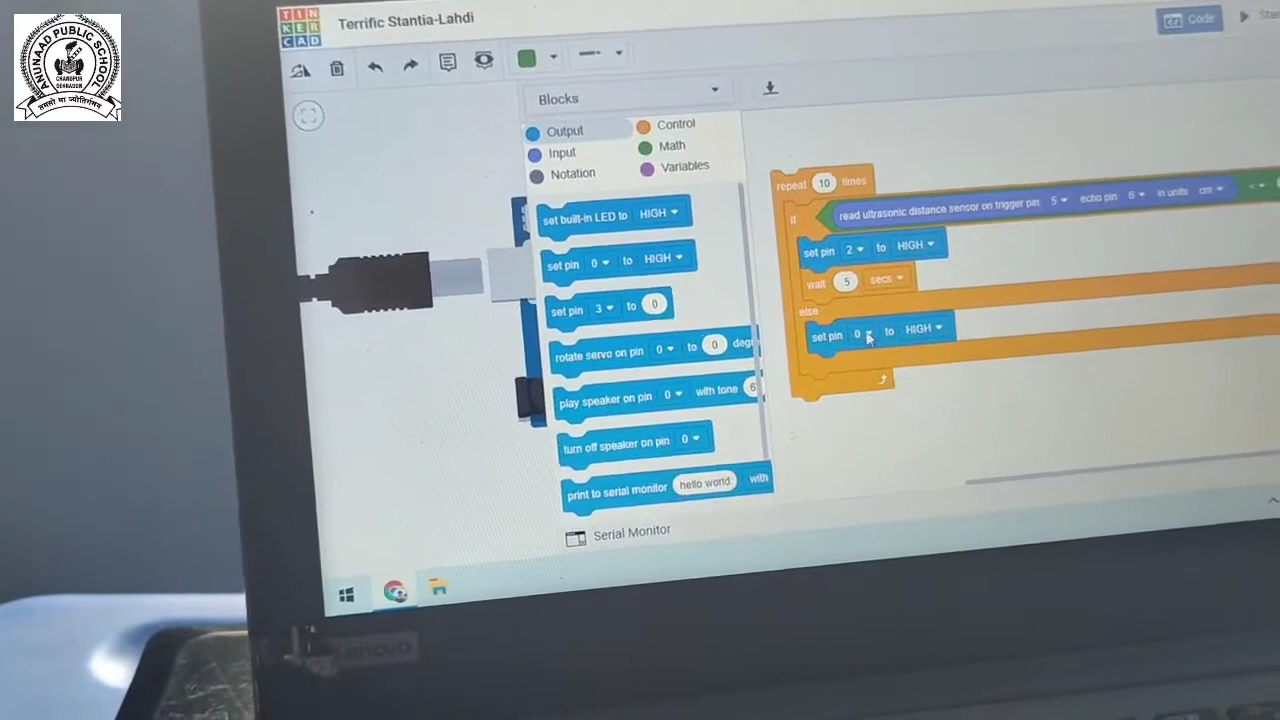 ANUNAAD PUBLIC SCHOOL
CHANDPUR
DEHRADUN
तमसो मा ज्योतिर्गमय
TIN
KER
CAD
Terrific Stantia-Lahdi
Code
Blocks
Output
Control
Input
Math
Notation
Variables
set built-in LED to HIGH
set pin 0 to HIGH
set pin 3 to 0
rotate servo on pin 0 to 0
play speaker on pin 0 with tone
turn off speaker on pin 0
print to serial monitor hello world with
Serial Monitor
repeat 10 times
if read ultrasonic distance sensor on trigger pin 5 echo pin 6 in units cm
set pin 2 to HIGH
wait 5 secs
else
set pin 0 to HIGH
Lenovo